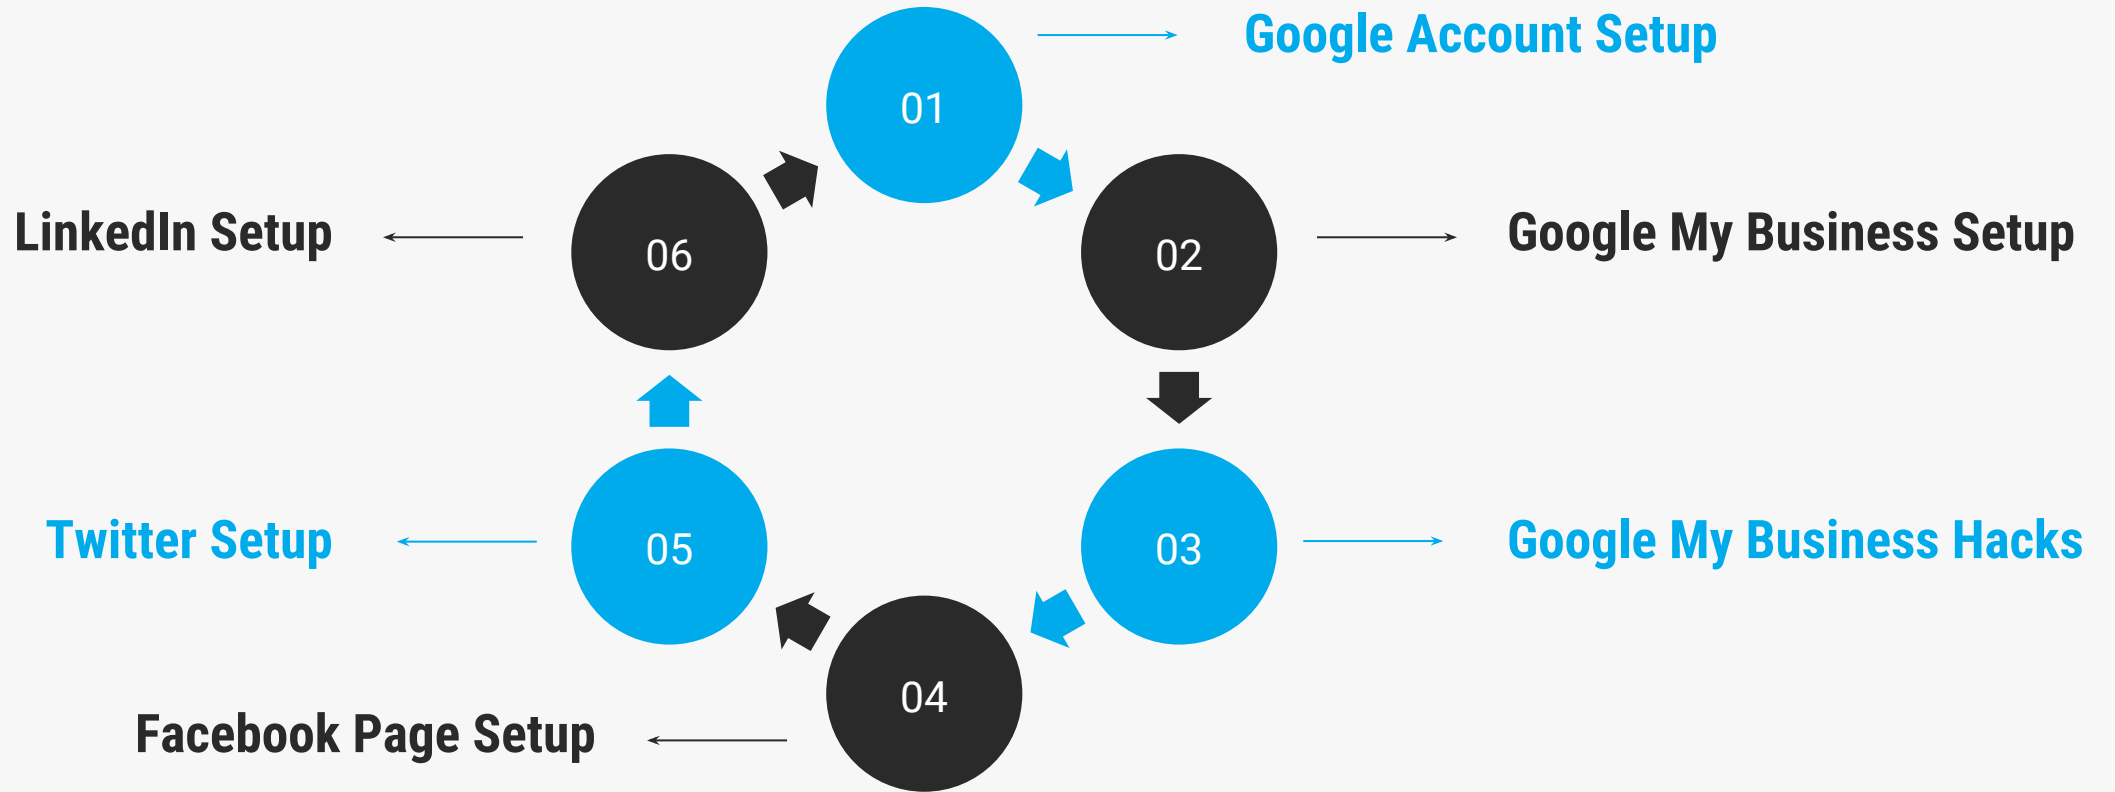 01
Google Account Setup
02
Google My Business Setup
03
Google My Business Hacks
04
Facebook Page Setup
05
Twitter Setup
06
LinkedIn Setup